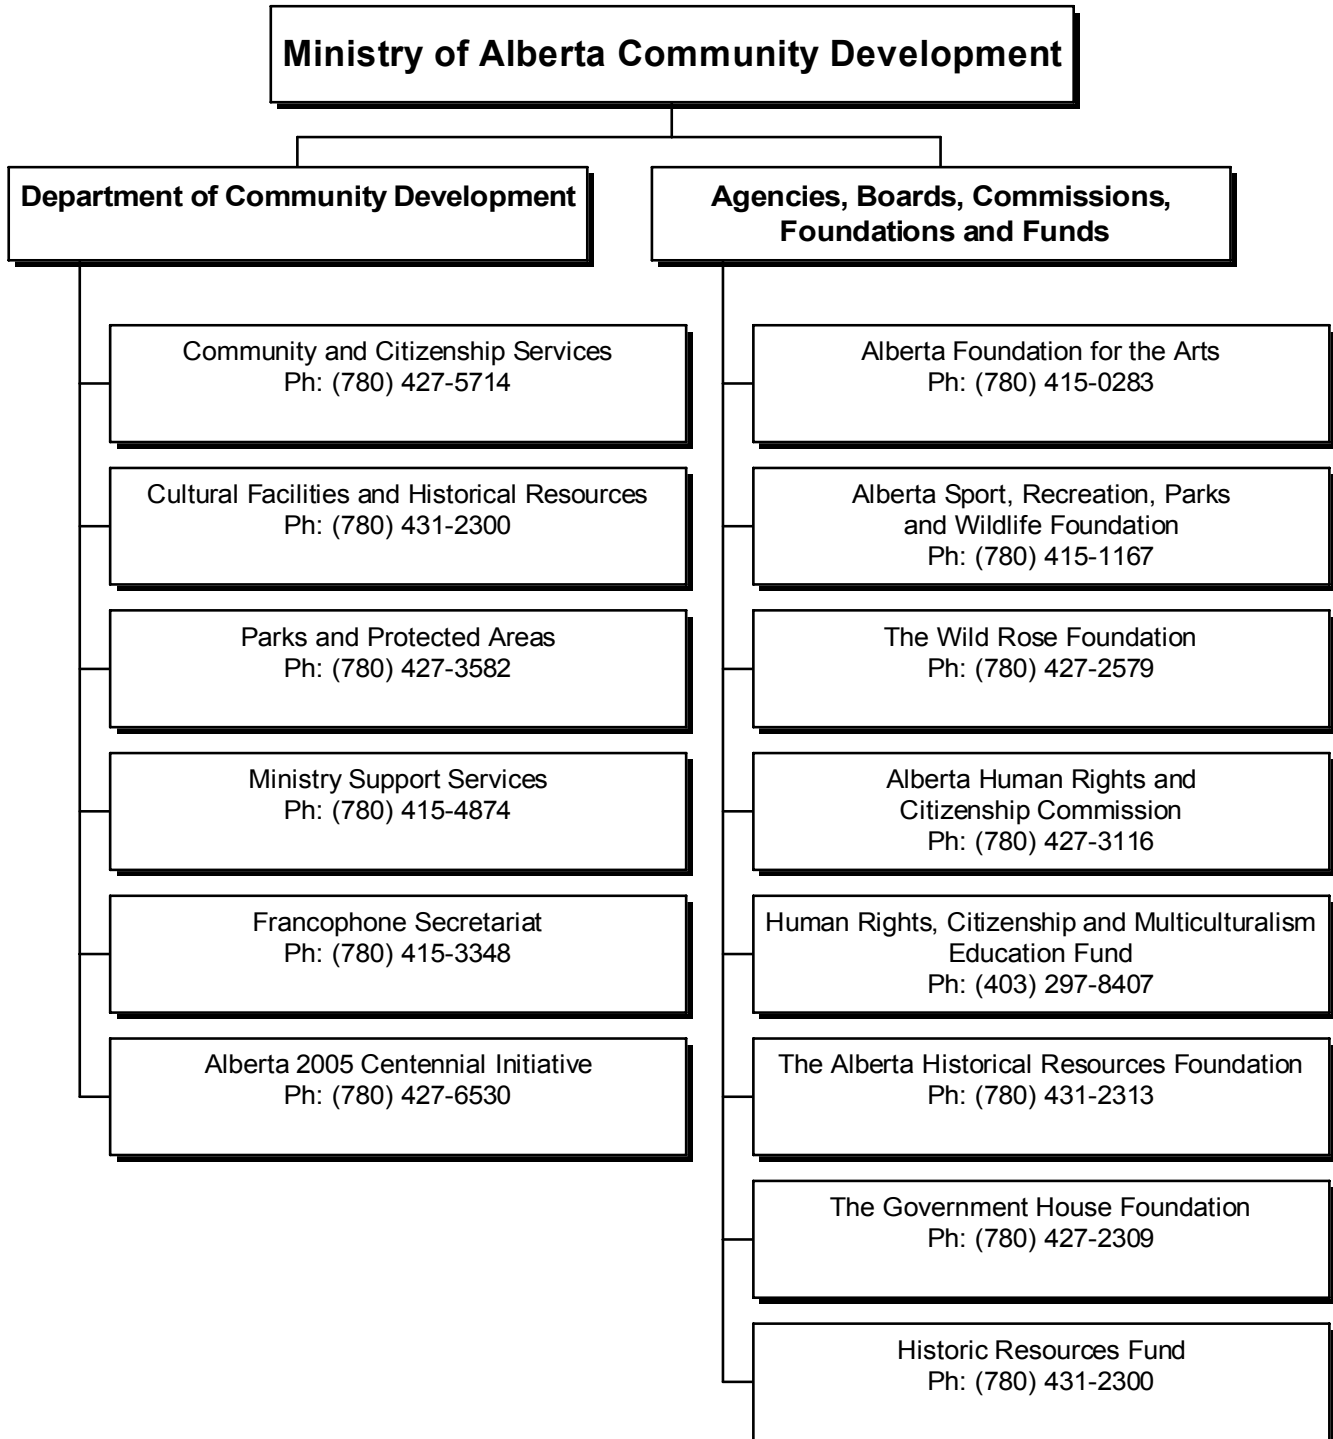 Ministry of Alberta Community Development
Department of Community Development
Community and Citizenship Services
Ph: (780) 427-5714
Cultural Facilities and Historical Resources
Ph: (780) 431-2300
Parks and Protected Areas
Ph: (780) 427-3582
Ministry Support Services
Ph: (780) 415-4874
Francophone Secretariat
Ph: (780) 415-3348
Alberta 2005 Centennial Initiative
Ph: (780) 427-6530
Agencies, Boards, Commissions,
Foundations and Funds
Alberta Foundation for the Arts
Ph: (780) 415-0283
Alberta Sport, Recreation, Parks
and Wildlife Foundation
Ph: (780) 415-1167
The Wild Rose Foundation
Ph: (780) 427-2579
Alberta Human Rights and
Citizenship Commission
Ph: (780) 427-3116
Human Rights, Citizenship and Multiculturalism
Education Fund
Ph: (403) 297-8407
The Alberta Historical Resources Foundation
Ph: (780) 431-2313
The Government House Foundation
Ph: (780) 427-2309
Historic Resources Fund
Ph: (780) 431-2300